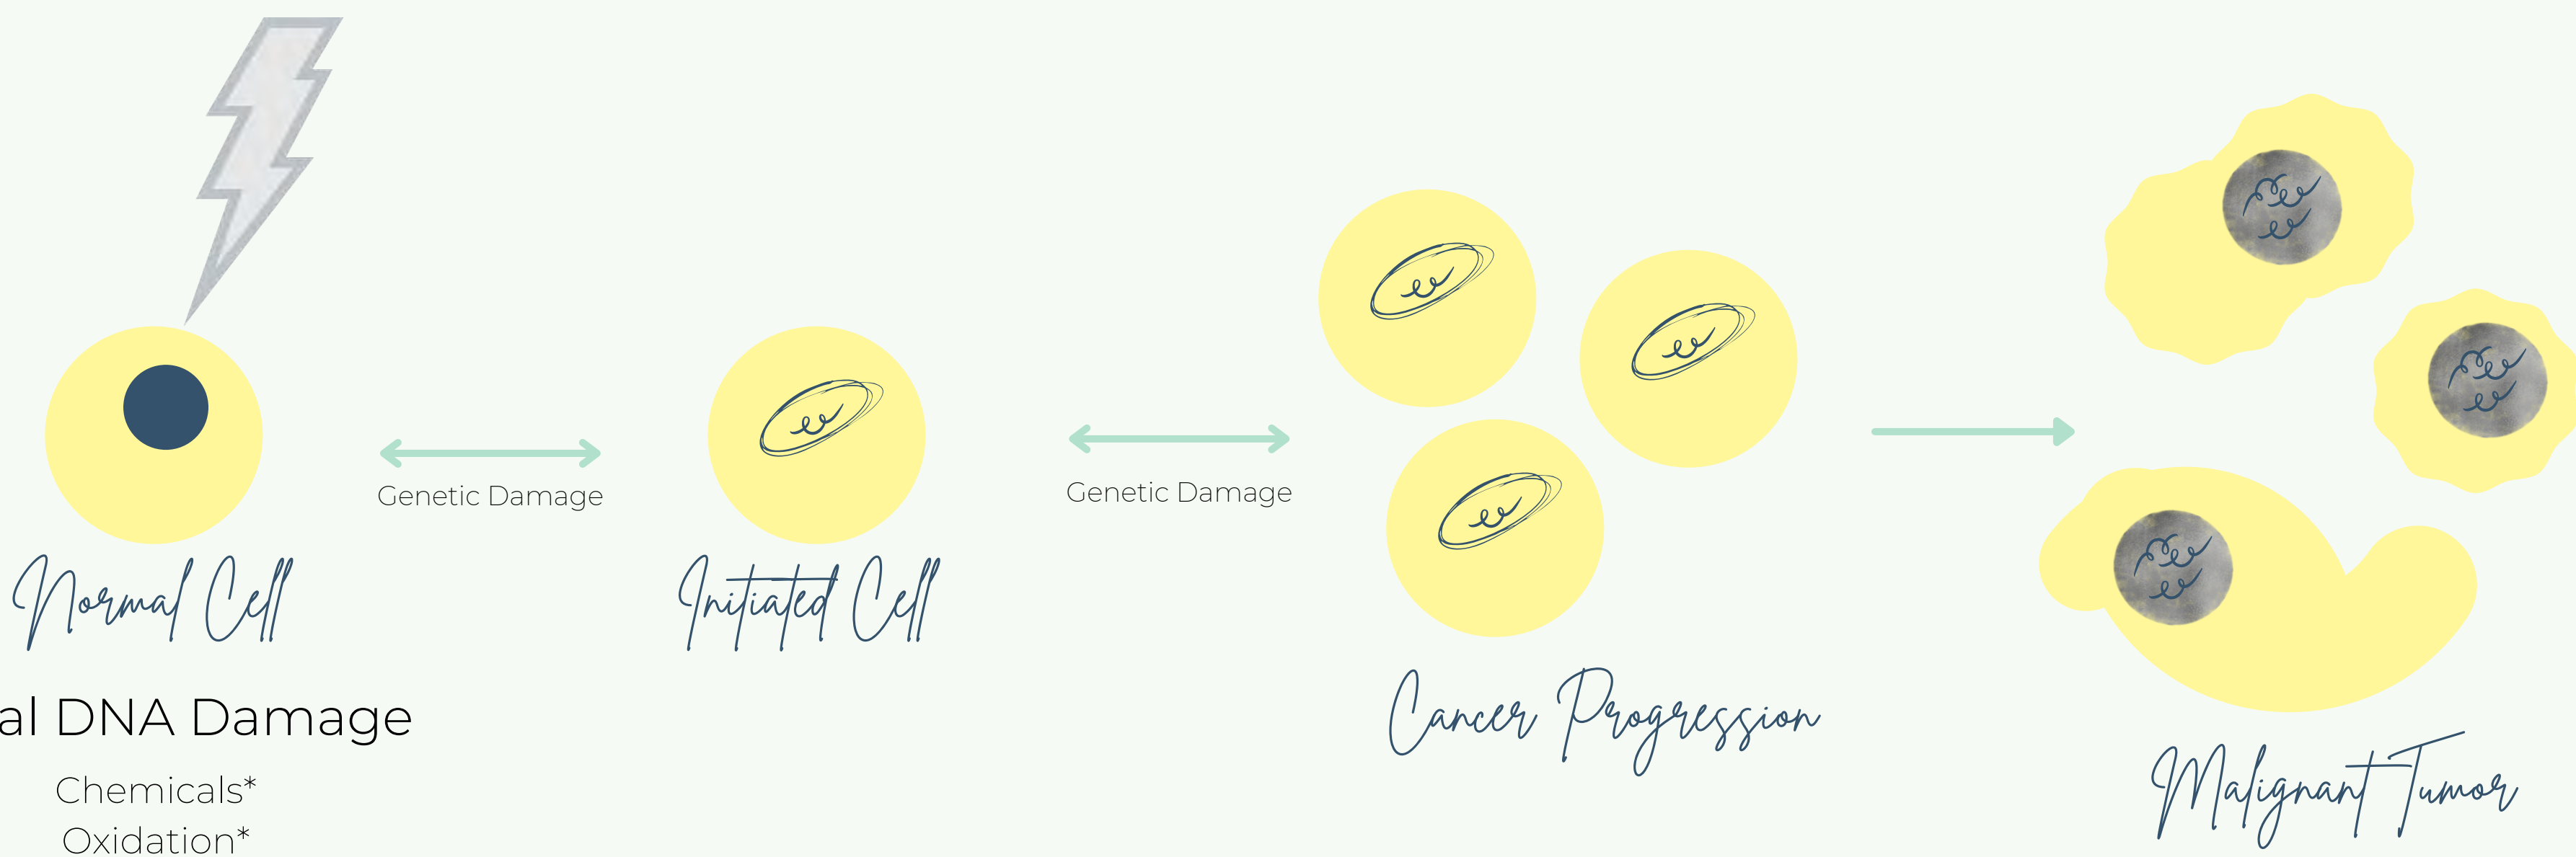 Genetic Damage
Genetic Damage
Normal Cell
Initiated Cell
Cancer Progression
Malignant Tumor
al DNA Damage
Chemicals*
Oxidation*